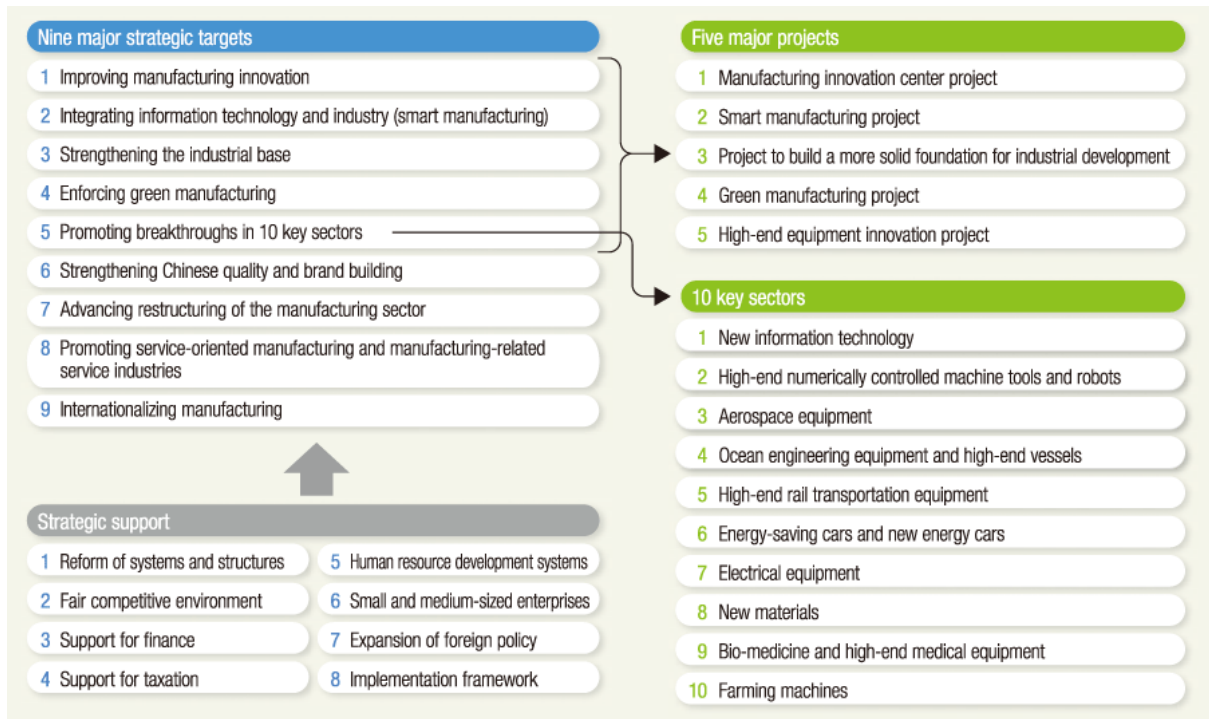 Nine major strategic targets
1 Improving manufacturing innovation
2 Integrating information technology and industry (smart manufacturing)
3 Strengthening the industrial base
4 Enforcing green manufacturing
5 Promoting breakthroughs in 10 key sectors
6 Strengthening Chinese quality and brand building
7 Advancing restructuring of the manufacturing sector
8 Promoting service-oriented manufacturing and manufacturing-related
service industries
9 Internationalizing manufacturing
Strategic support
1 Reform of systems and structures
2 Fair competitive environment
3 Support for finance
4 Support for taxation
5 Human resource development systems
6 Small and medium-sized enterprises
7 Expansion of foreign policy
8 Implementation framework
Five major projects
1 Manufacturing innovation center project
2 Smart manufacturing project
3 Project to build a more solid foundation for industrial development
4 Green manufacturing project
5 High-end equipment innovation project
10 key sectors
1 New information technology
2 High-end numerically controlled machine tools and robots
3 Aerospace equipment
4 Ocean engineering equipment and high-end vessels
5 High-end rail transportation equipment
6 Energy-saving cars and new energy cars
7 Electrical equipment
8 New materials
9 Bio-medicine and high-end medical equipment
10 Farming machines